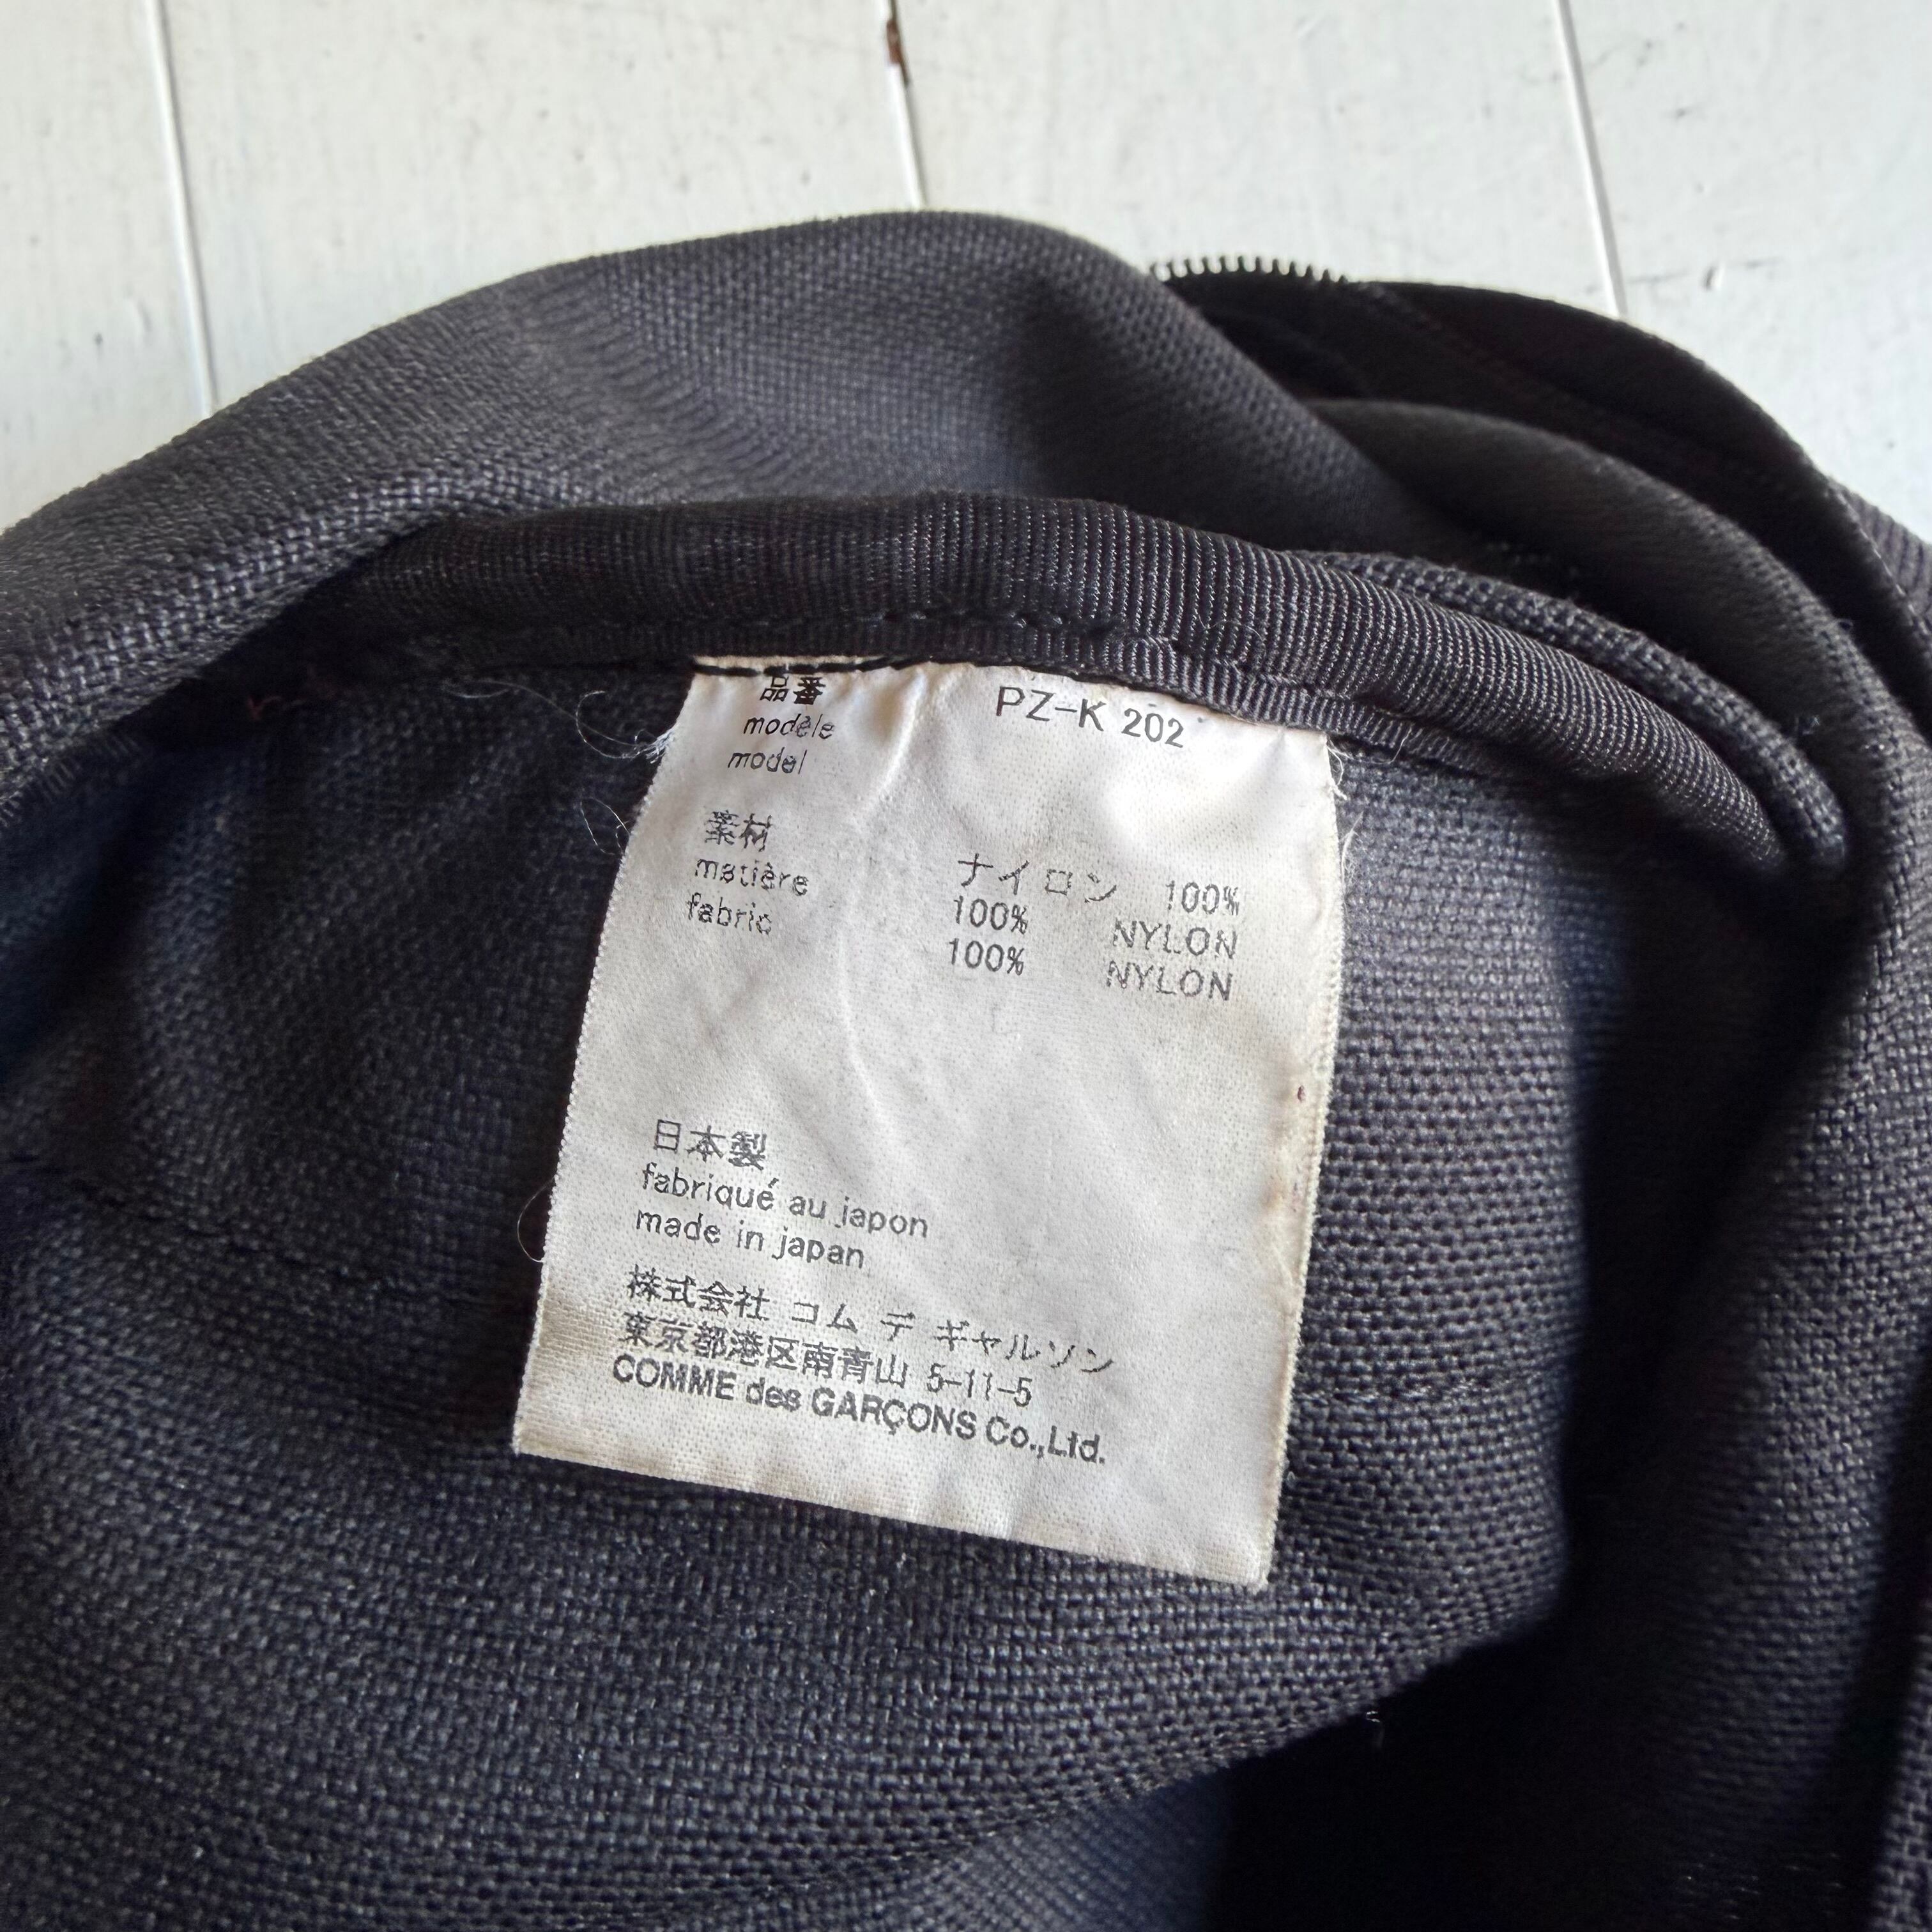 品番 PZ-K 202
modèle
model
素材 ナイロン 100%
matière 100% NYLON
fabric 100% NYLON
日本製
fabriqué au japon
made in japan
株式会社 コム デ ギャルソン
東京都港区南青山 5-11-5
COMME des GARÇONS Co.,Ltd.